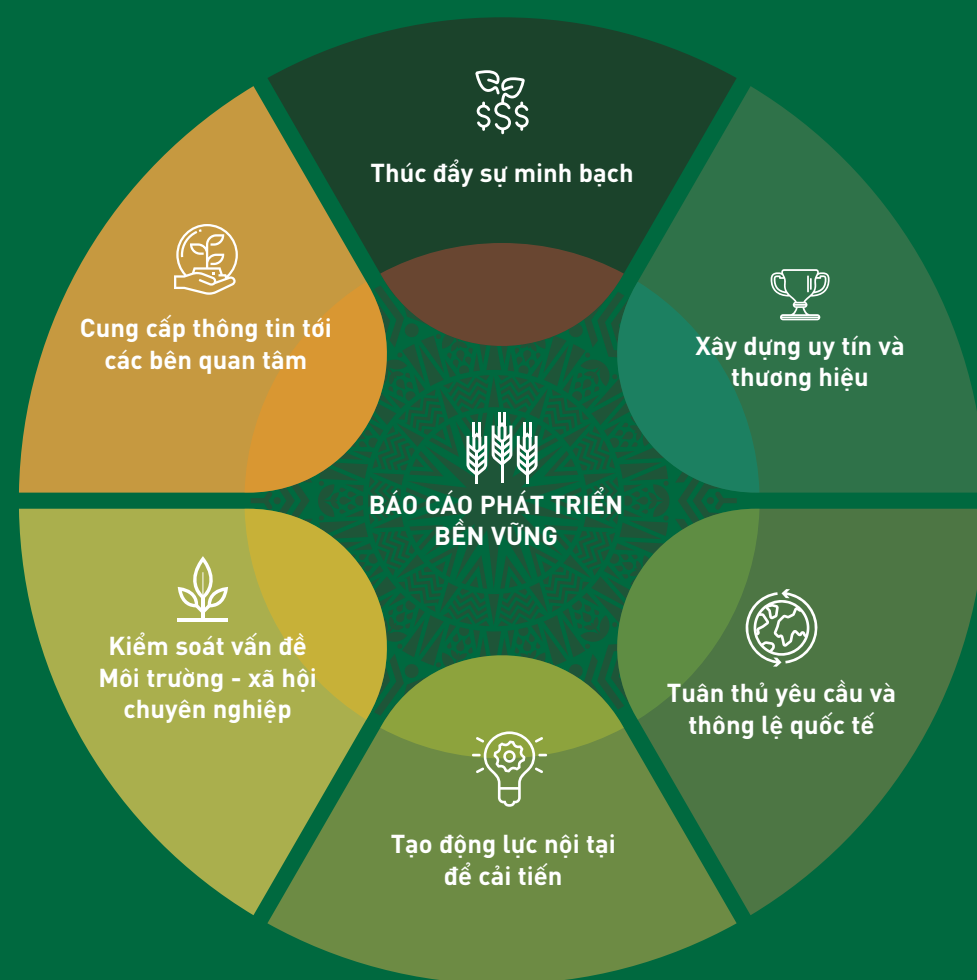 Thúc đẩy sự minh bạch
Cung cấp thông tin tới
các bên quan tâm
Xây dựng uy tín và
thương hiệu
BÁO CÁO PHÁT TRIỂN
BỀN VỮNG
Kiểm soát vấn đề
Môi trường - xã hội
chuyên nghiệp
Tuân thủ yêu cầu và
thông lệ quốc tế
Tạo động lực nội tại
để cải tiến